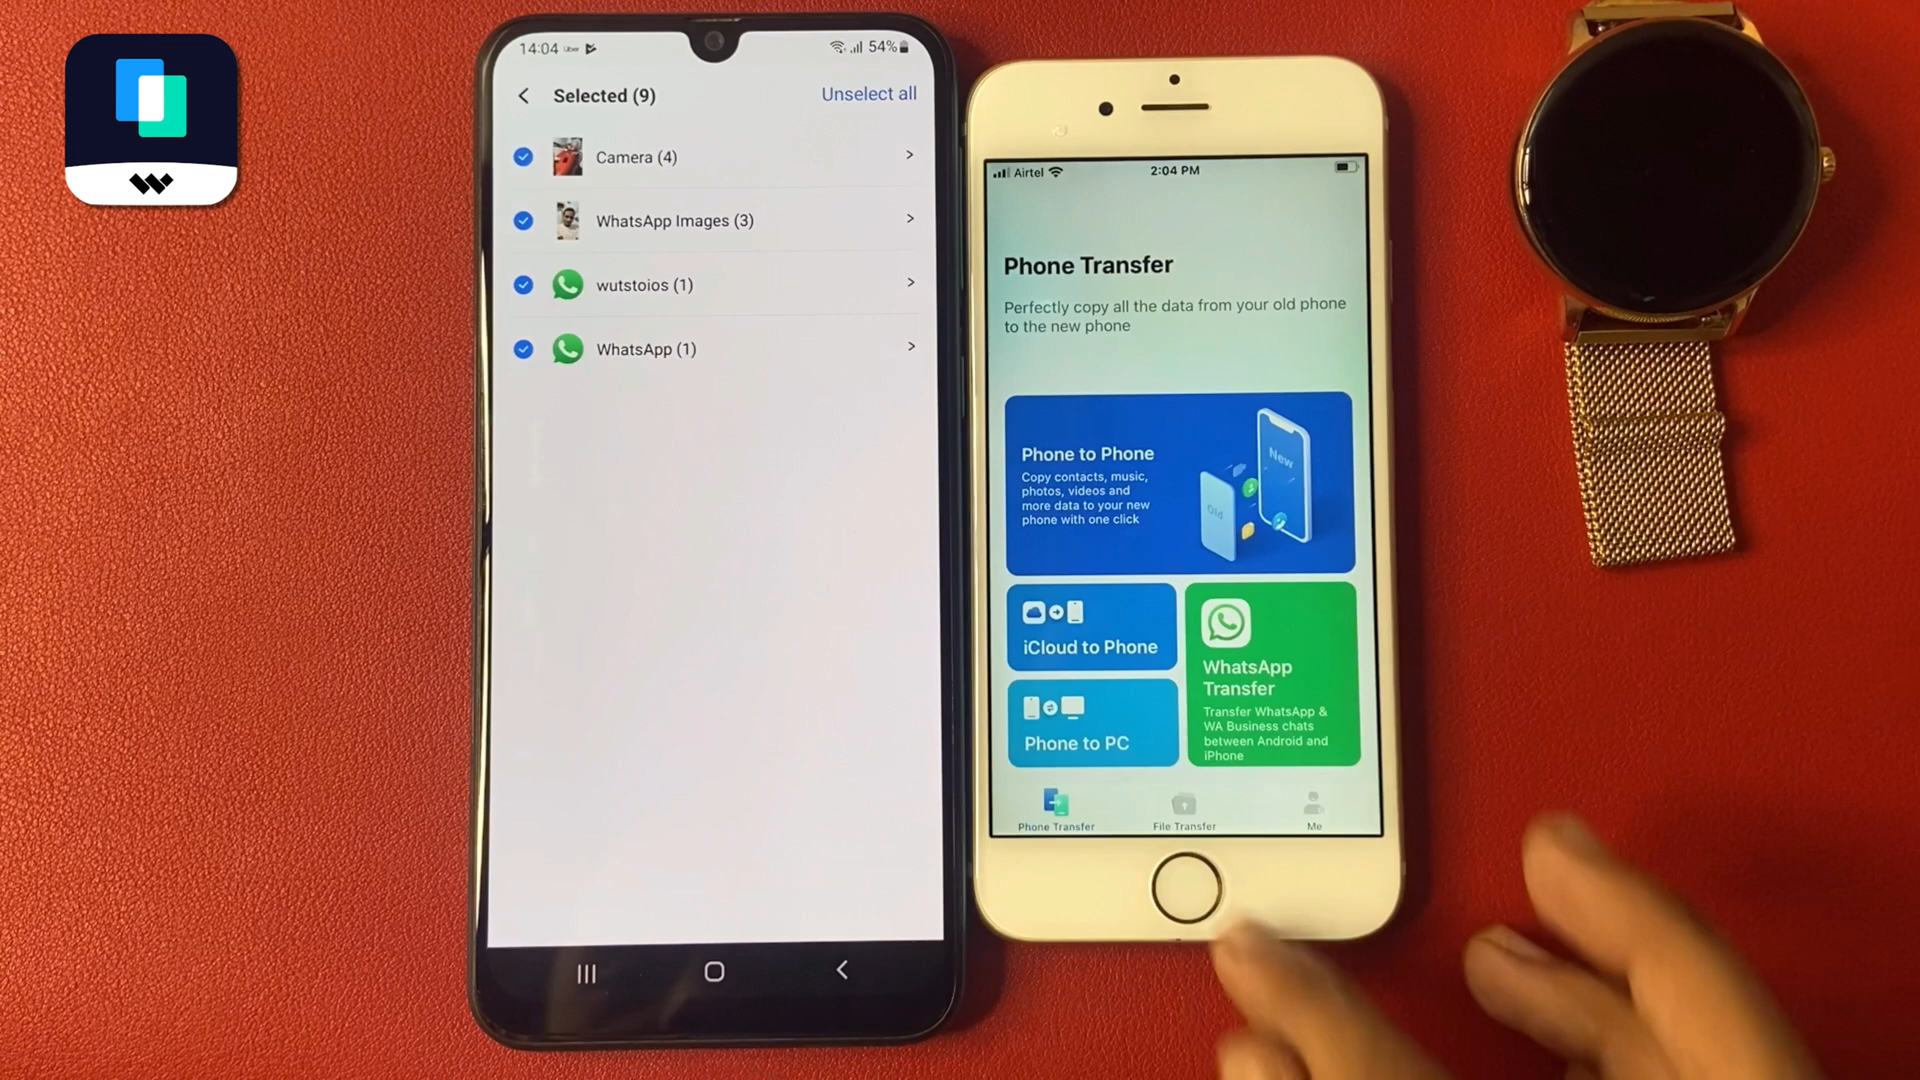 14:04 Uber
54%
Selected (9)
Unselect all
Camera (4)
WhatsApp Images (3)
wutstoios (1)
WhatsApp (1)
Airtel
2:04 PM
Phone Transfer
Perfectly copy all the data from your old phone
to the new phone
Phone to Phone
Copy contacts, music,
photos, videos and
more data to your new
phone with one click
Old
New
iCloud to Phone
Phone to PC
WhatsApp
Transfer
Transfer WhatsApp &
WA Business chats
between Android and
iPhone
Phone Transfer
File Transfer
Me